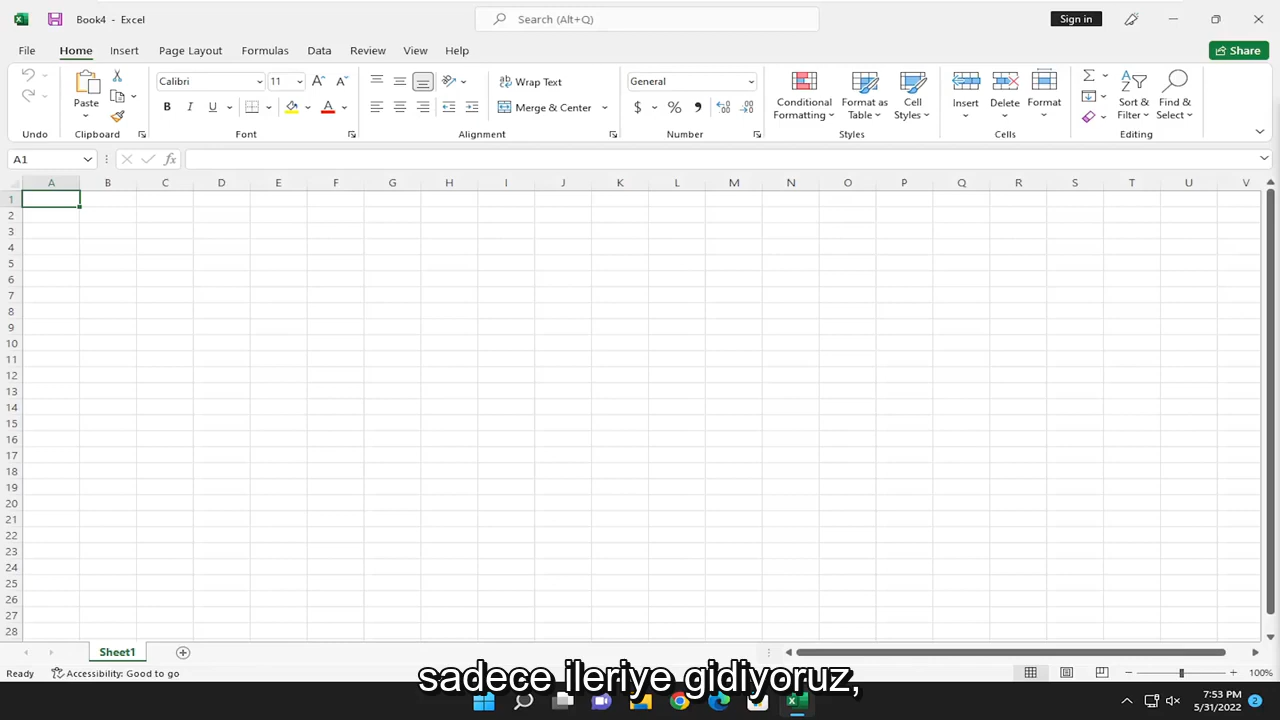 Book4 - Excel
Search (Alt+Q)
Sign in
File Home Insert Page Layout Formulas Data Review View Help
Share
Calibri 11
Wrap Text
General
Paste
B I U
Merge & Center
$ % ,
Conditional Formatting
Format as Table
Cell Styles
Insert
Delete
Format
Sort & Filter
Find & Select
Undo Clipboard Font Alignment Number Styles Cells Editing
A1
fx
A B C D E F G H I J K L M N O P Q R S T U V
1
2
3
4
5
6
7
8
9
10
11
12
13
14
15
16
17
18
19
20
21
22
23
24
25
26
27
28
Sheet1
Ready
Accessibility: Good to go
100%
sadece ileriye gidiyoruz,
7:53 PM
5/31/2022
2